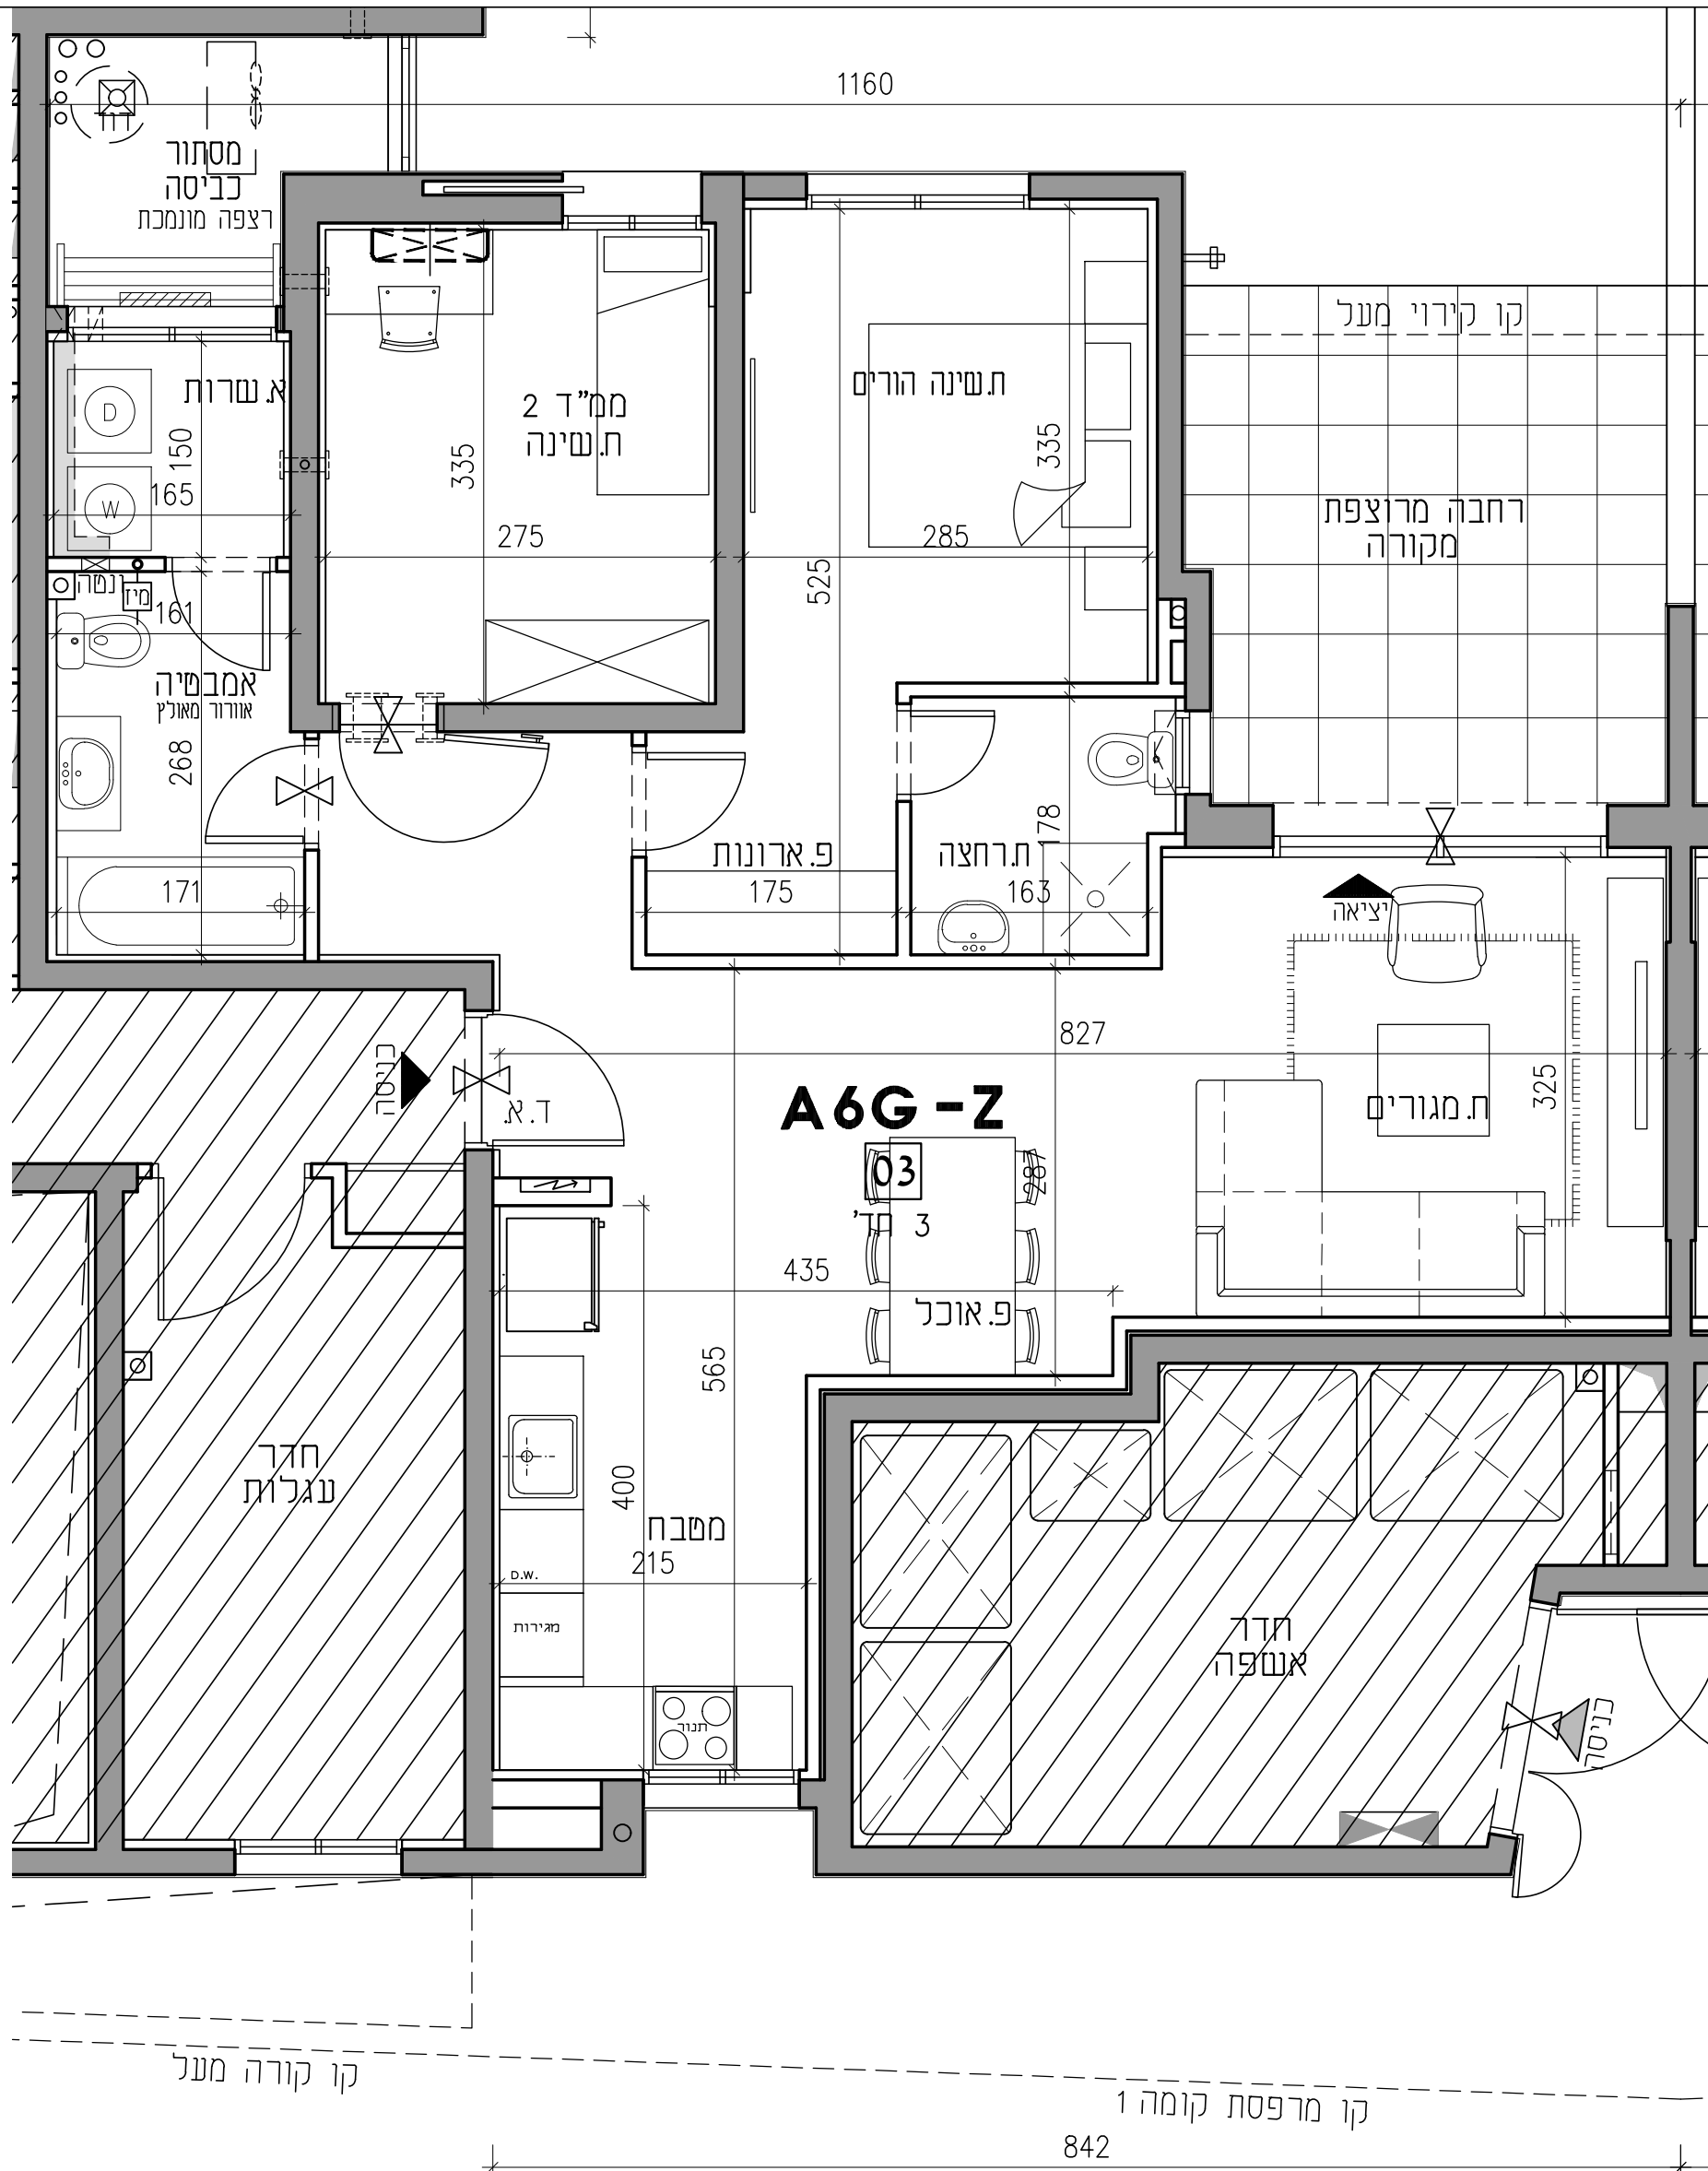 1160
מסתור
כביסה
רצפה מונמכת
קו קירוי מעל
א.שרות
D
W
150
165
ממ"ד 2
ח.שינה
335
275
ח.שינה הורים
335
285
525
רחבה מרוצפת
מקורה
ונטה
מיז
161
אמבטיה
אוורור מאולץ
268
171
פ.ארונות
175
ח.רחצה
178
163
יציאה
827
325
כניסה
ד.א.
A6G-Z
03
3 חד'
287
ח.מגורים
435
פ.אוכל
565
400
מטבח
215
D.W.
מגירות
תנור
חדר
עגלות
חדר
אשפה
כניסה
קו קורה מעל
קו מרפסת קומה 1
842